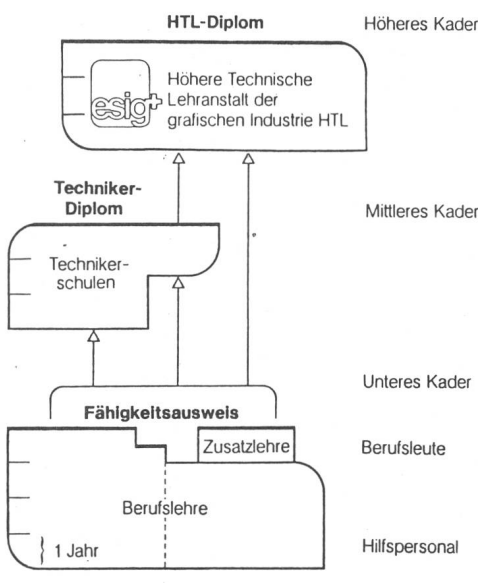 HTL-Diplom
Höheres Kader
esig+
Höhere Technische
Lehranstalt der
grafischen Industrie HTL
Techniker-
Diplom
Mittleres Kader
Techniker-
schulen
Unteres Kader
Fähigkeitsausweis
Zusatzlehre
Berufsleute
Berufslehre
1 Jahr
Hilfspersonal